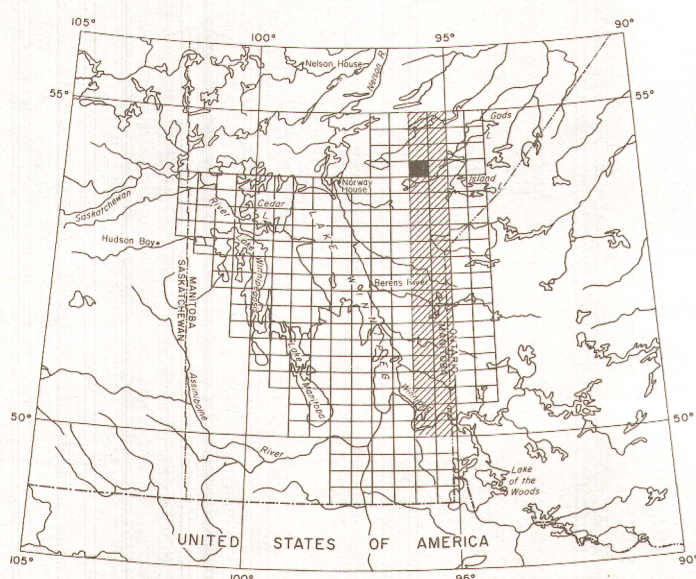 105°
100°
95°
90°
Nelson House
Nelson R
55°
55°
Gods
Island
Norway
House
Cedar
L.
Saskatchewan
River
LAKE
WINNIPEG
Hudson Bay
Lake
Winnipegosis
Berens River
MANITOBA
SASKATCHEWAN
ONTARIO
MANITOBA
Lake
Manitoba
Assiniboine
River
50°
50°
Lake
of the
Woods
UNITED STATES OF AMERICA
105°
100°
95°
90°